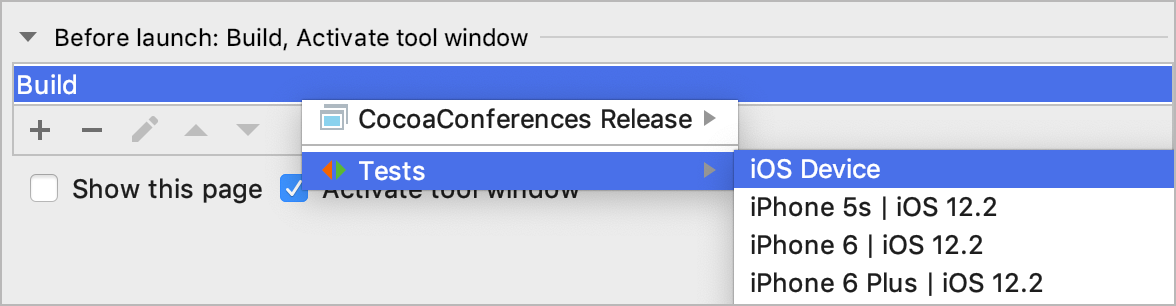 Before launch: Build, Activate tool window
Build
CocoaConferences Release
Tests
iOS Device
Show this page
Activate tool window
iPhone 5s | iOS 12.2
iPhone 6 | iOS 12.2
iPhone 6 Plus | iOS 12.2